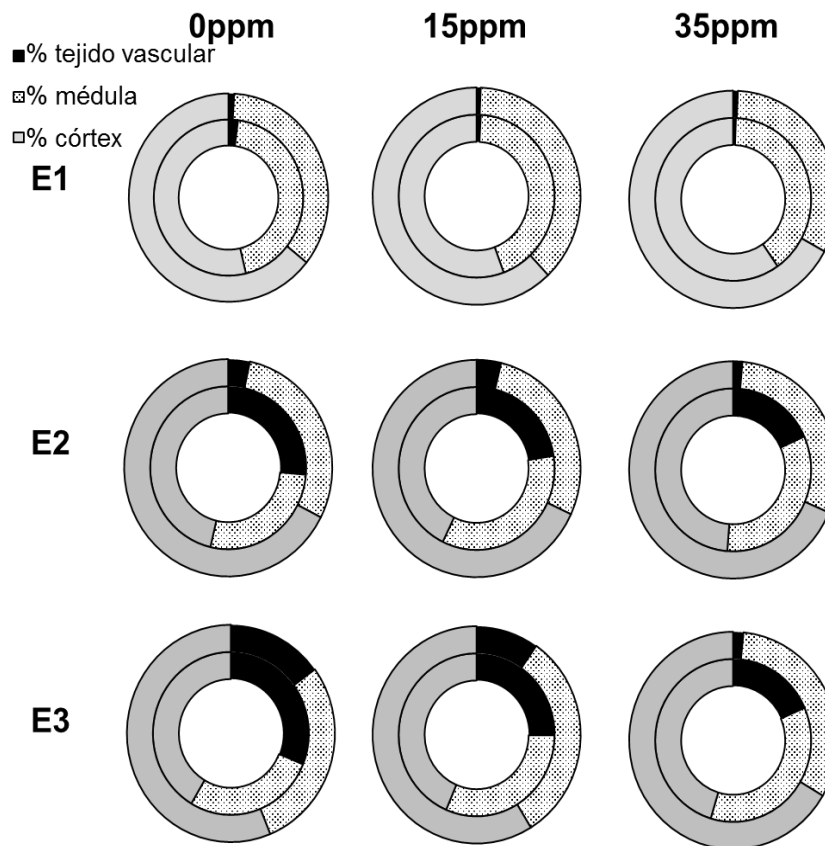 0ppm 15ppm 35ppm
% tejido vascular
% médula
% córtex
E1
E2
E3